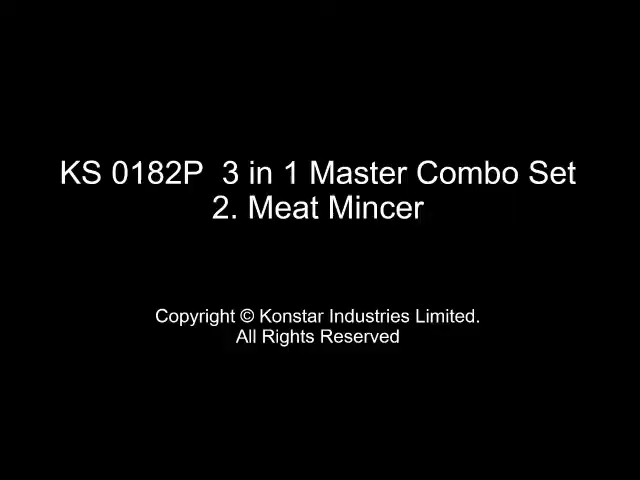 KS 0182P  3 in 1 Master Combo Set
2. Meat Mincer
Copyright © Konstar Industries Limited.
All Rights Reserved